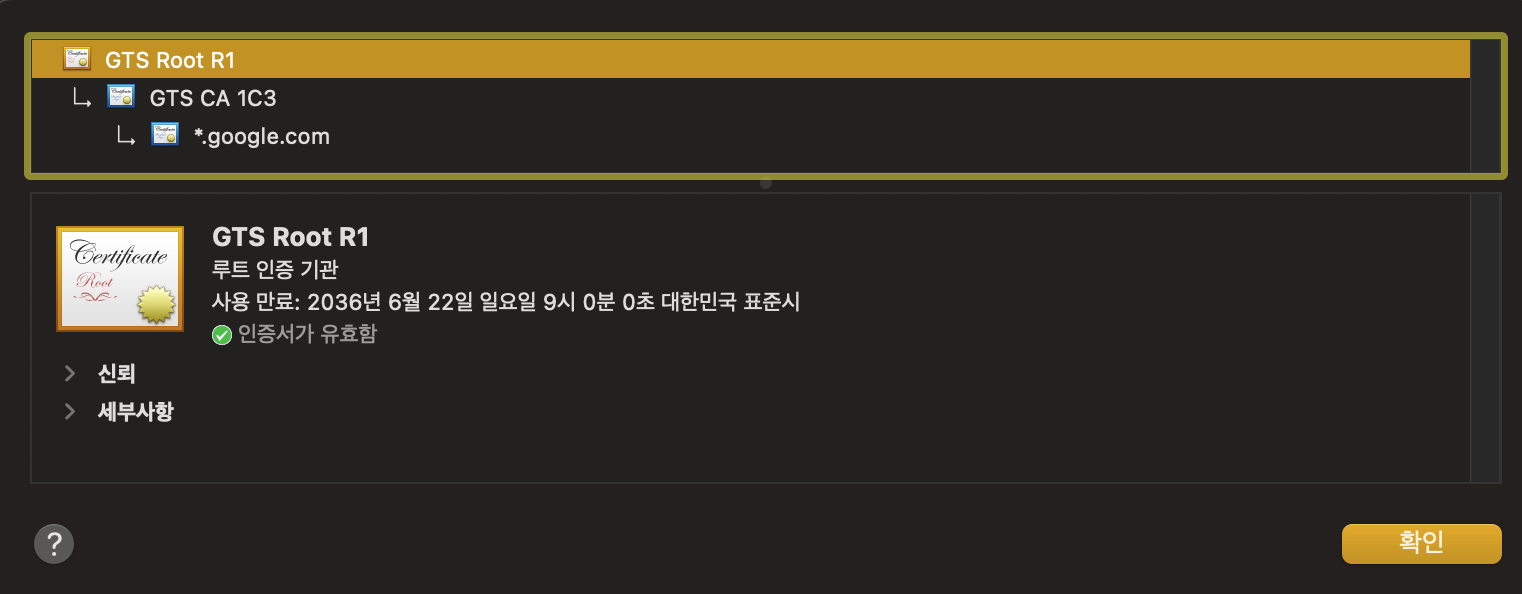 GTS Root R1
GTS CA 1C3
*.google.com
Certificate
Root
GTS Root R1
루트 인증 기관
사용 만료: 2036년 6월 22일 일요일 9시 0분 0초 대한민국 표준시
인증서가 유효함
신뢰
세부사항
?
확인